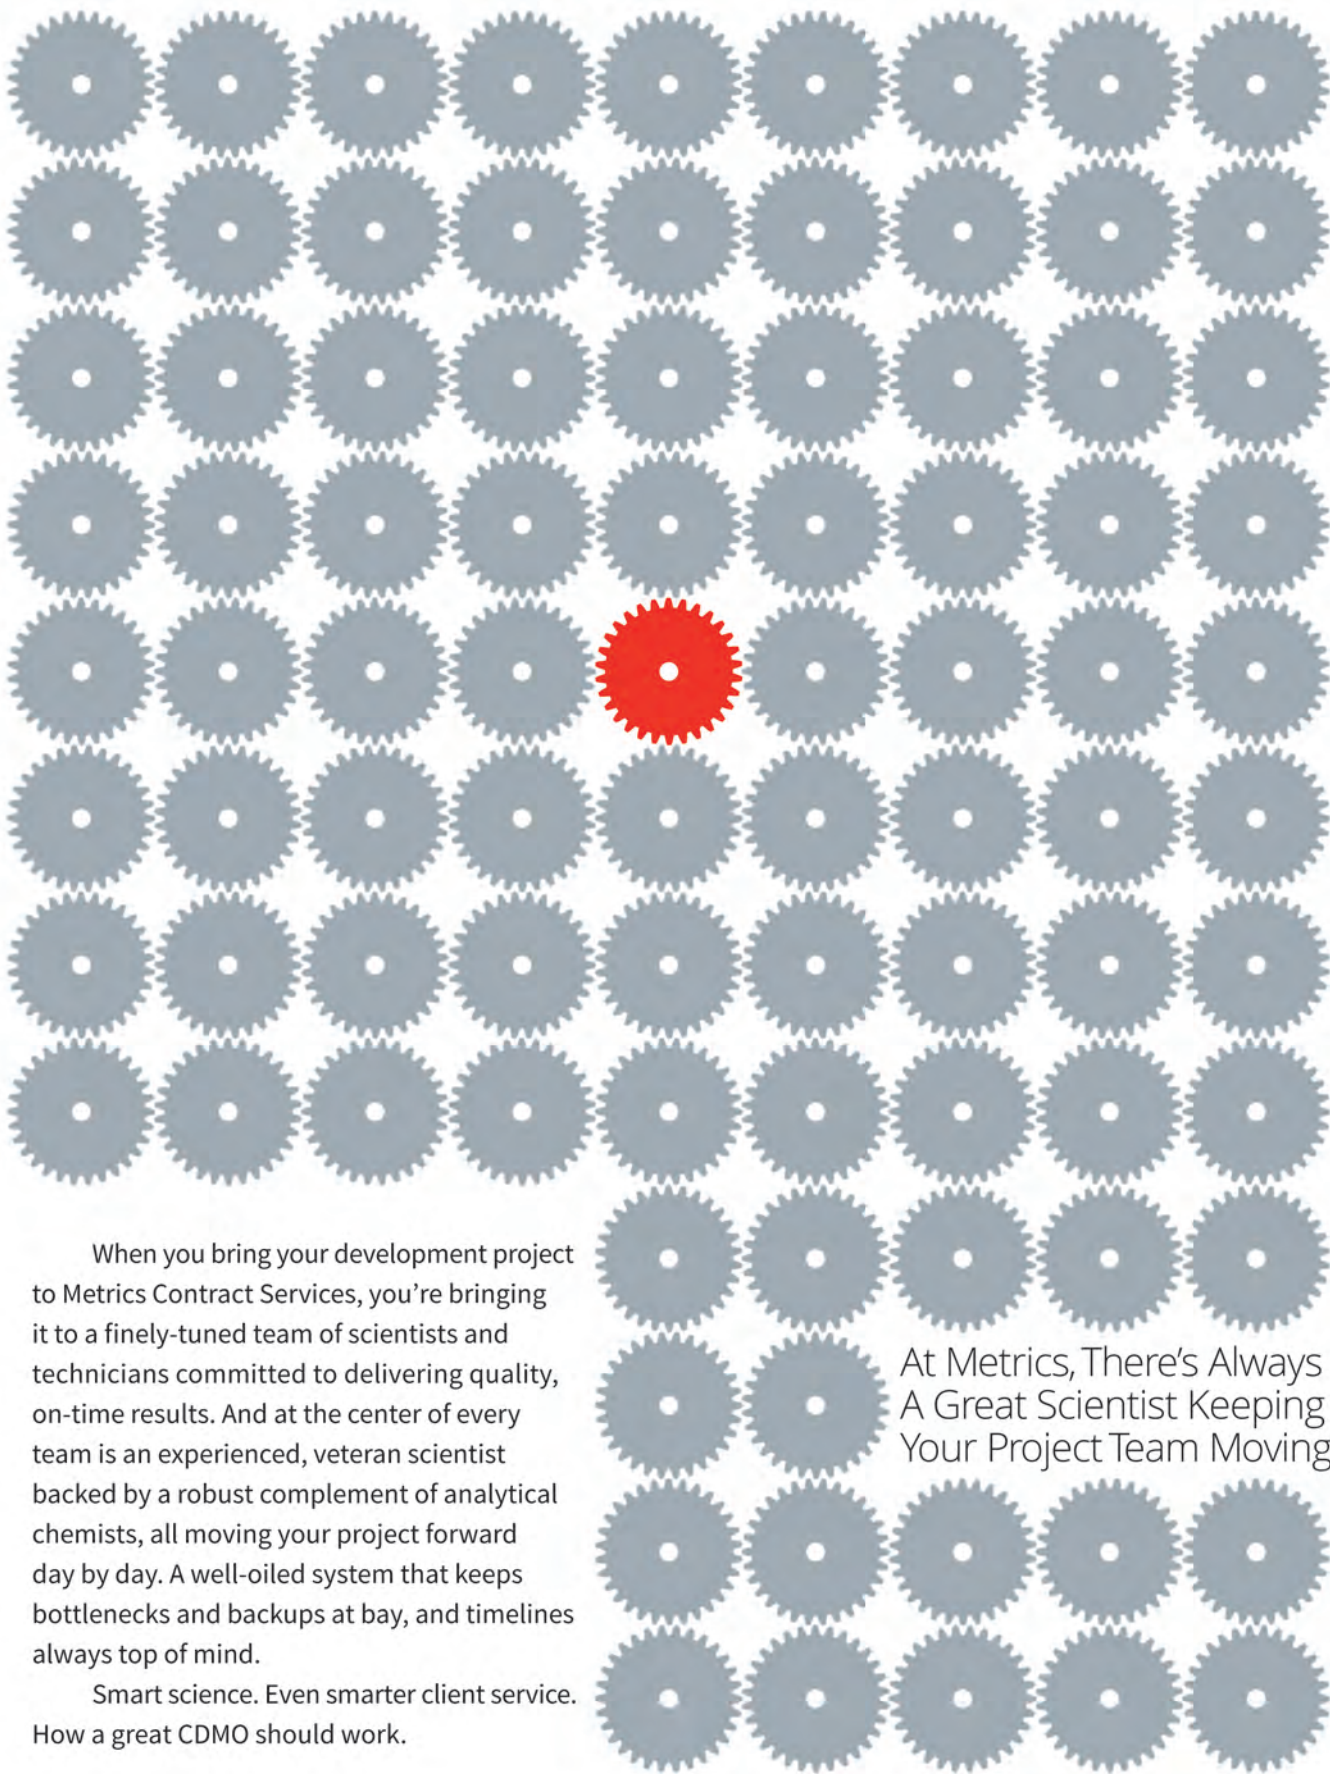 When you bring your development project
to Metrics Contract Services, you're bringing
it to a finely-tuned team of scientists and
technicians committed to delivering quality,
on-time results. And at the center of every
team is an experienced, veteran scientist
backed by a robust complement of analytical
chemists, all moving your project forward
day by day. A well-oiled system that keeps
bottlenecks and backups at bay, and timelines
always top of mind.
Smart science. Even smarter client service.
How a great CDMO should work.
At Metrics, There's Always
A Great Scientist Keeping
Your Project Team Moving